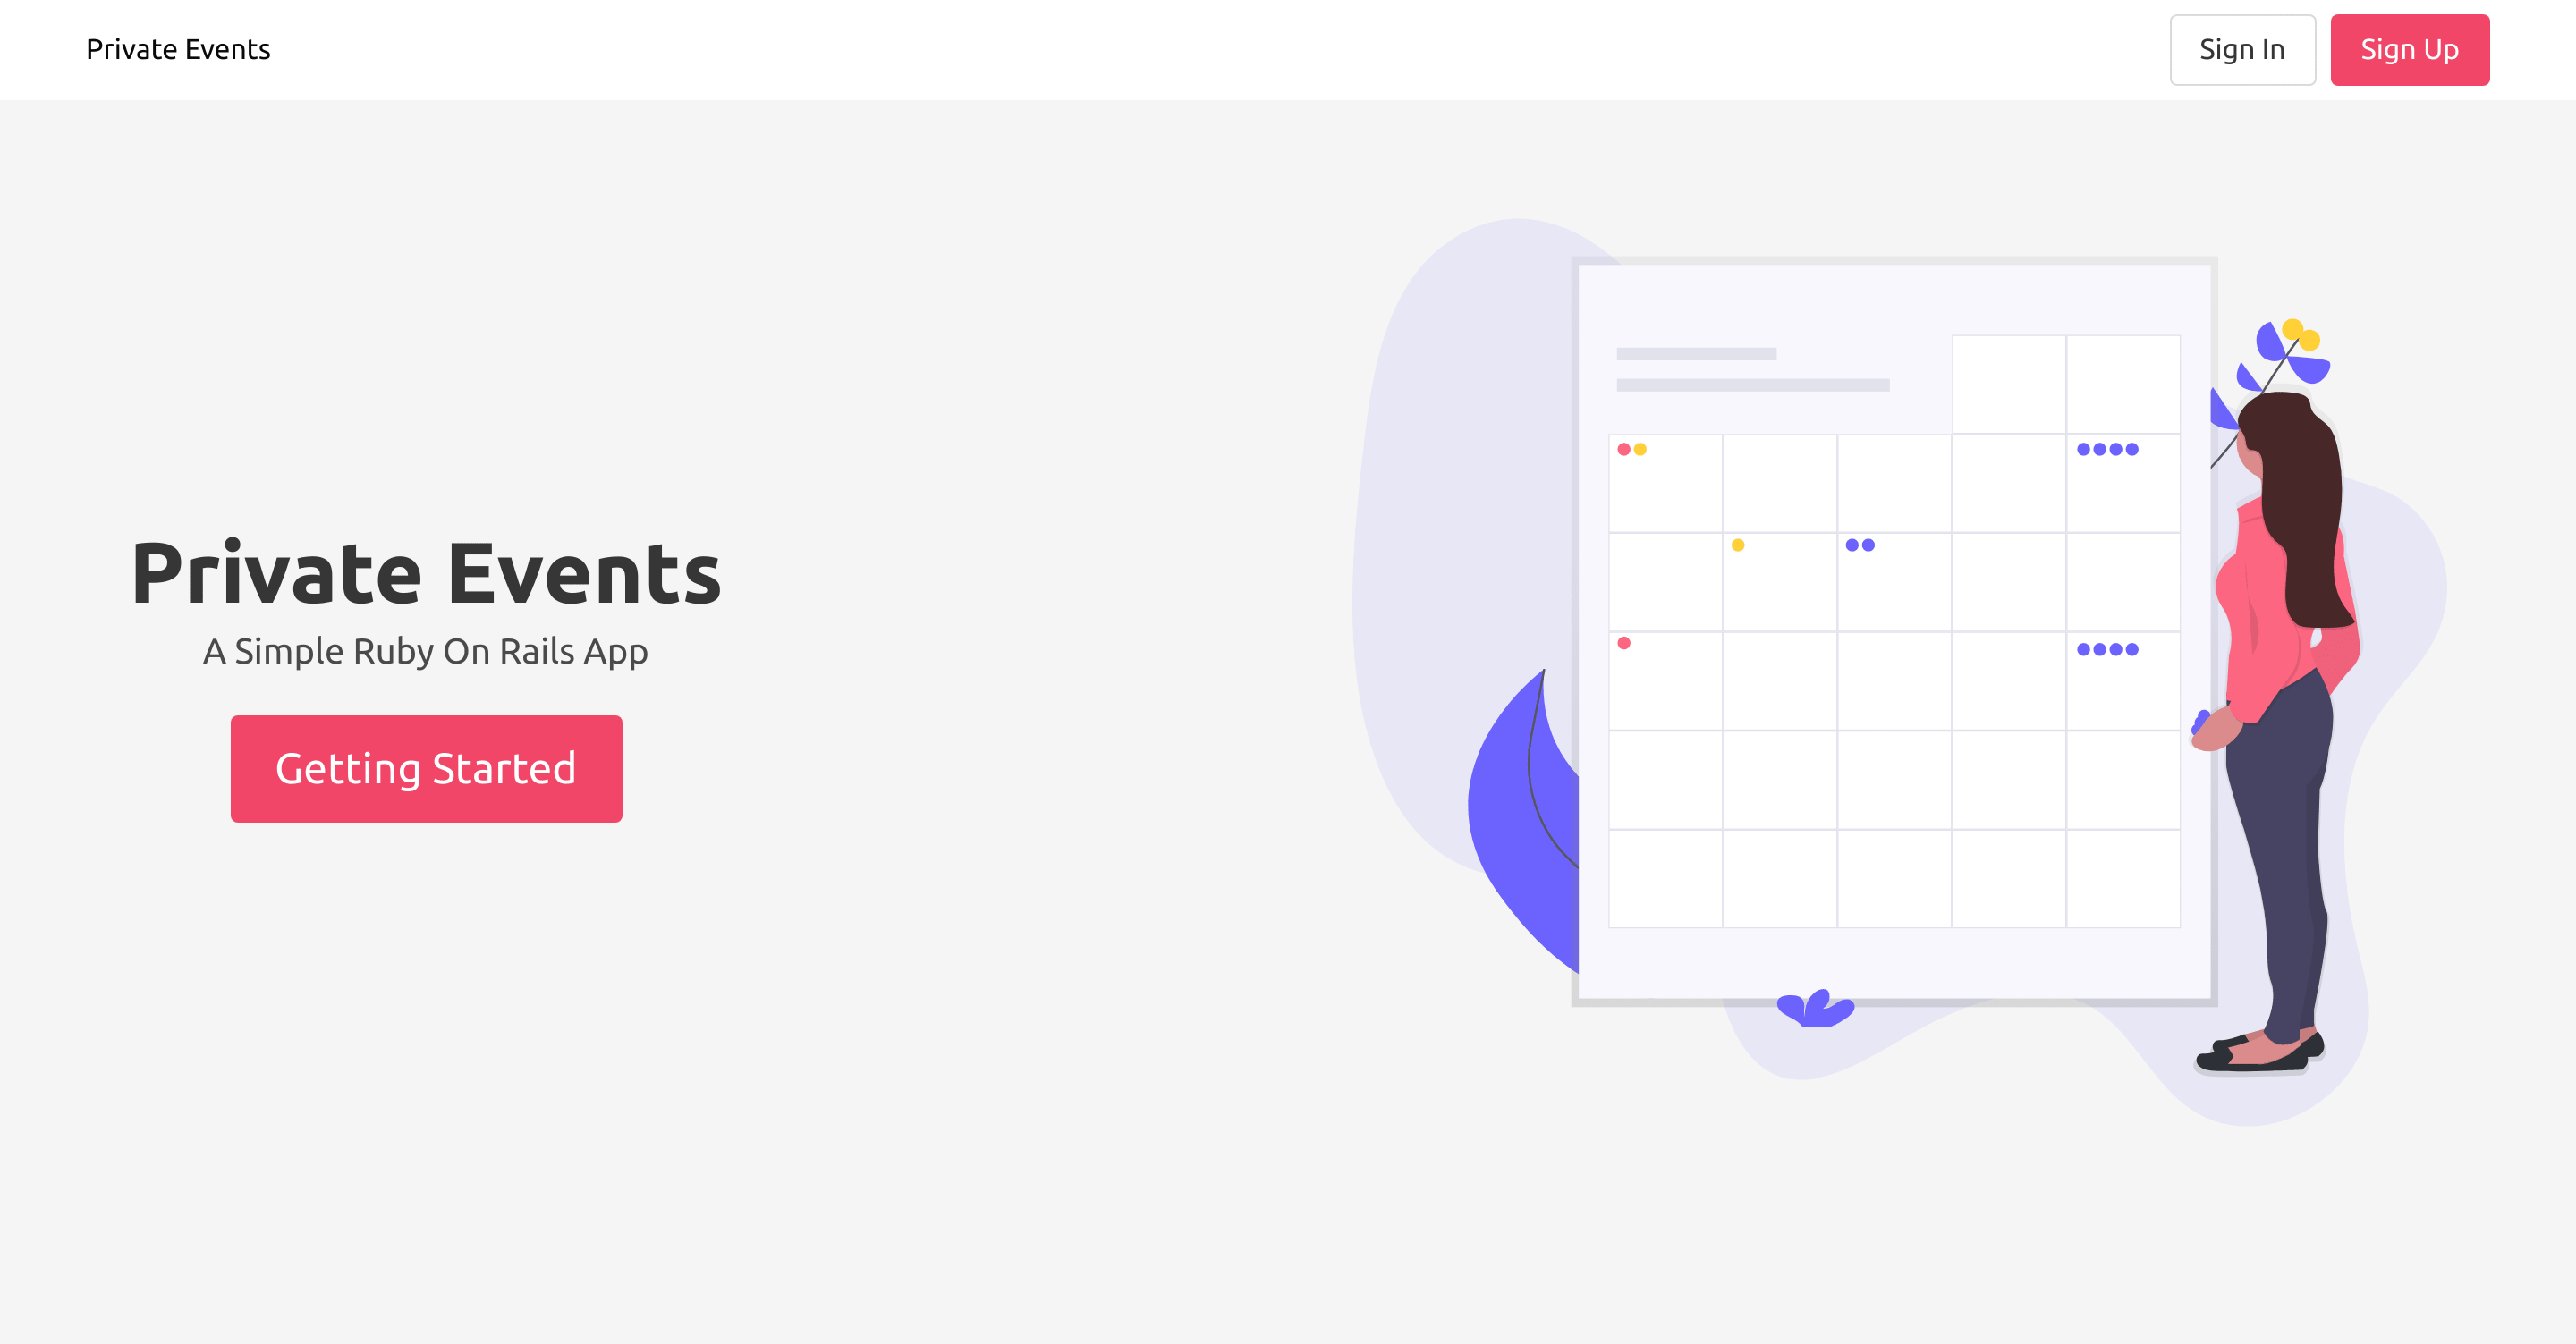 Private Events
Sign In
Sign Up
Private Events
A Simple Ruby On Rails App
Getting Started